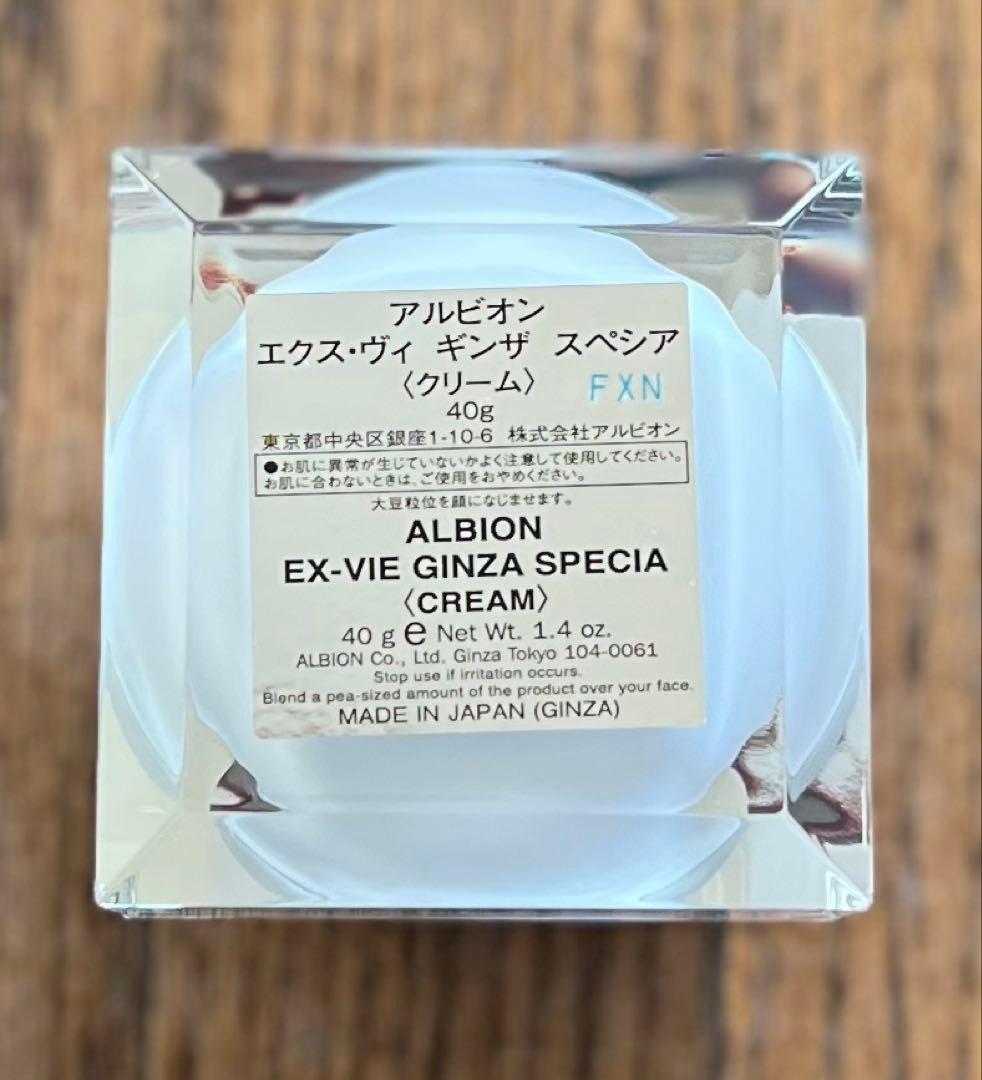 アルビオン
エクス・ヴィ ギンザ スペシア
〈クリーム〉 FXN
40g
東京都中央区銀座1-10-6 株式会社アルビオン
●お肌に異常が生じていないかよく注意して使用してください。
お肌に合わないときは、ご使用をおやめください。
大豆粒位を顔になじませます。
ALBION
EX-VIE GINZA SPECIA
〈CREAM〉
40 g ℮ Net Wt. 1.4 oz.
ALBION Co., Ltd. Ginza Tokyo 104-0061
Stop use if irritation occurs.
Blend a pea-sized amount of the product over your face.
MADE IN JAPAN (GINZA)